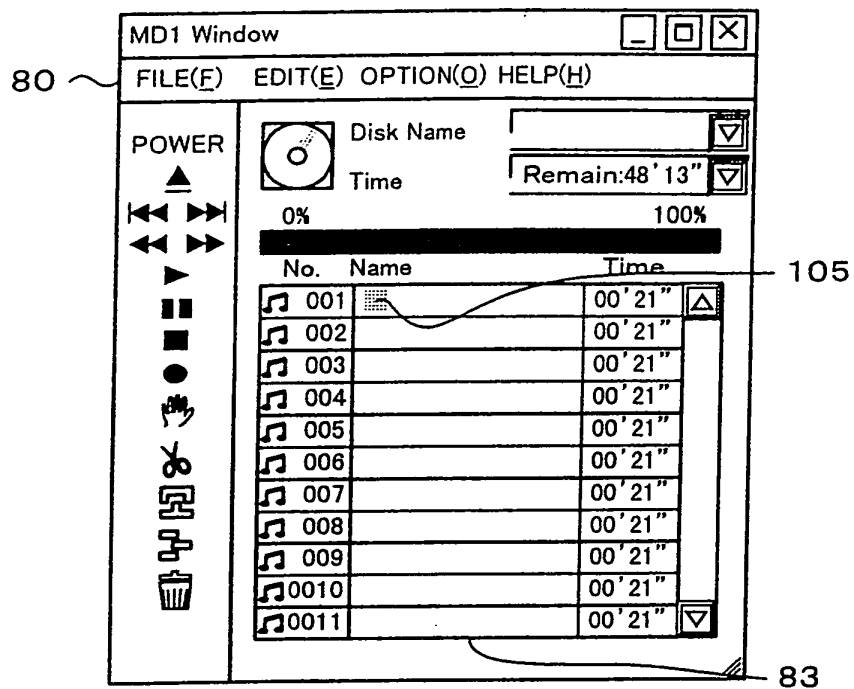 MD1 Window
80
FILE(F) EDIT(E) OPTION(O) HELP(H)
POWER
Disk Name
Time Remain:48'13"
0% 100%
No. Name Time
105
001 00'21"
002 00'21"
003 00'21"
004 00'21"
005 00'21"
006 00'21"
007 00'21"
008 00'21"
009 00'21"
0010 00'21"
0011 00'21"
83